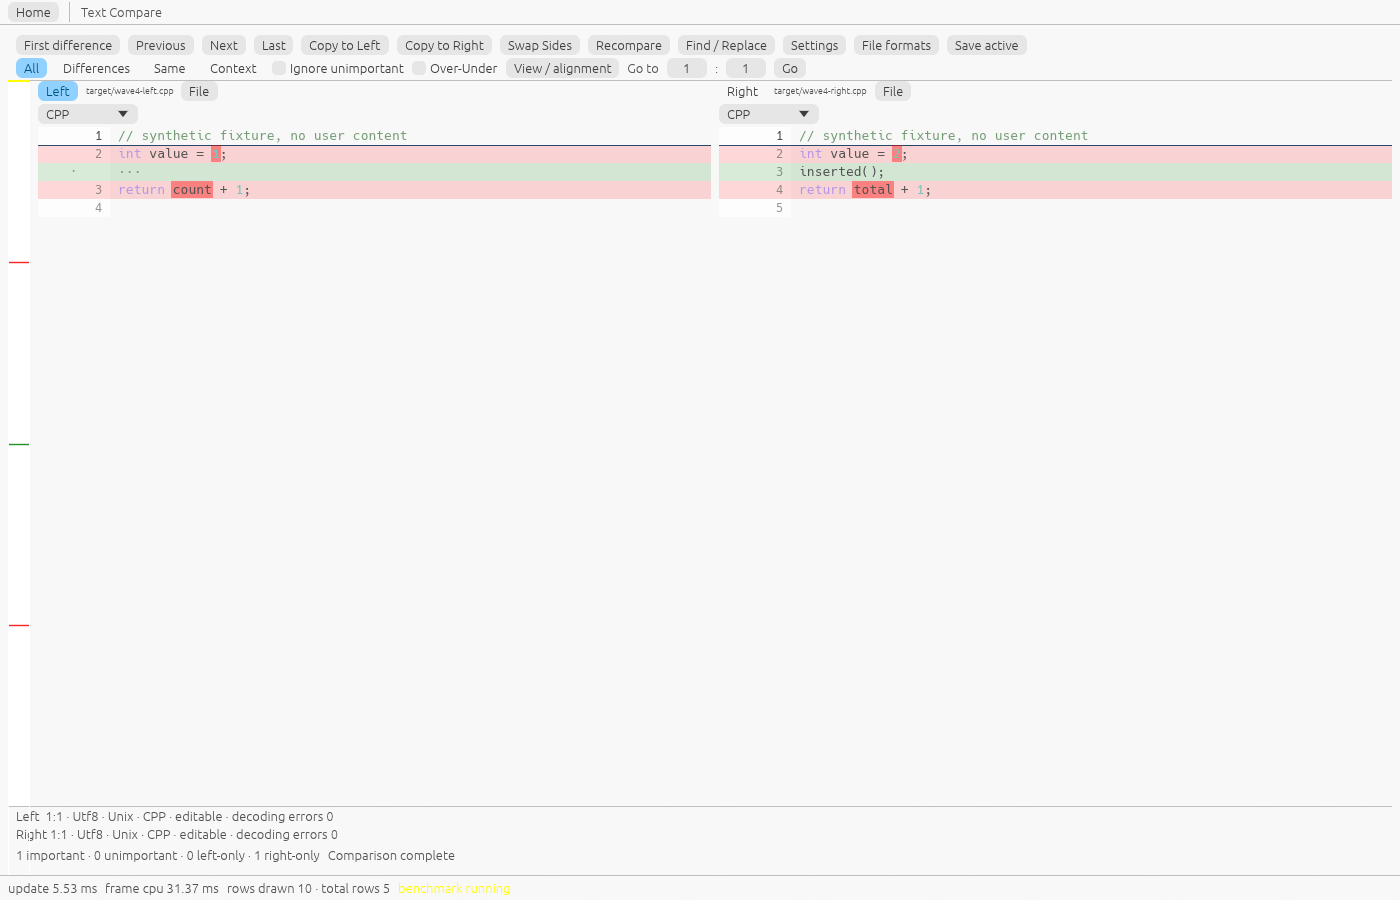 Home Text Compare
First difference Previous Next Last Copy to Left Copy to Right Swap Sides Recompare Find / Replace Settings File formats Save active
All Differences Same Context Ignore unimportant Over-Under View / alignment Go to 1 : 1 Go
Left target/wave4-left.cpp File
CPP
1 // synthetic fixture, no user content
2 int value = ;
· ···
3 return count + 1;
4
Right target/wave4-right.cpp File
CPP
1 // synthetic fixture, no user content
2 int value = ;
3 inserted();
4 return total + 1;
5
Left 1:1 · Utf8 · Unix · CPP · editable · decoding errors 0
Right 1:1 · Utf8 · Unix · CPP · editable · decoding errors 0
1 important · 0 unimportant · 0 left-only · 1 right-only Comparison complete
update 5.53 ms frame cpu 31.37 ms rows drawn 10 · total rows 5 benchmark running